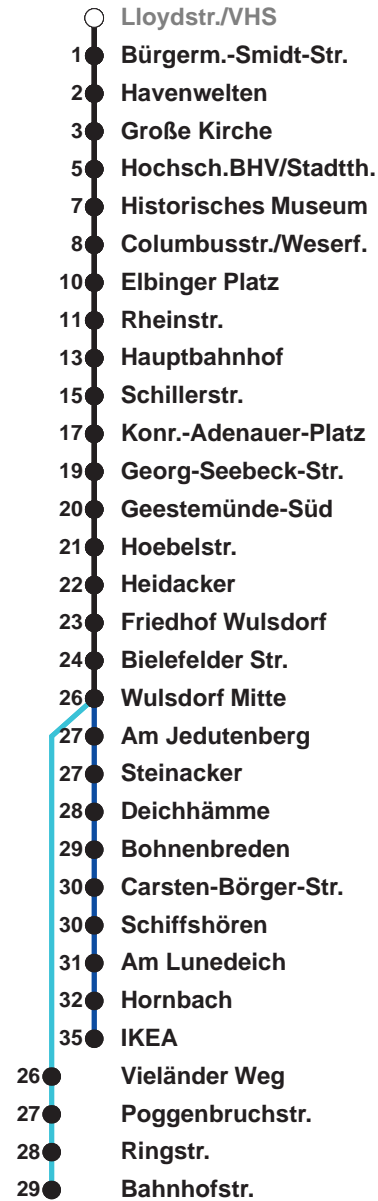 Lloydstr./VHS
1 Bürgerm.-Smidt-Str.
2 Havenwelten
3 Große Kirche
5 Hochsch.BHV/Stadtth.
7 Historisches Museum
8 Columbusstr./Weserf.
10 Elbinger Platz
11 Rheinstr.
13 Hauptbahnhof
15 Schillerstr.
17 Konr.-Adenauer-Platz
19 Georg-Seebeck-Str.
20 Geestemünde-Süd
21 Hoebelstr.
22 Heidacker
23 Friedhof Wulsdorf
24 Bielefelder Str.
26 Wulsdorf Mitte
27 Am Jedutenberg
27 Steinacker
28 Deichhämme
29 Bohnenbreden
30 Carsten-Börger-Str.
30 Schiffshören
31 Am Lunedeich
32 Hornbach
35 IKEA
26 Vieländer Weg
27 Poggenbruchstr.
28 Ringstr.
29 Bahnhofstr.